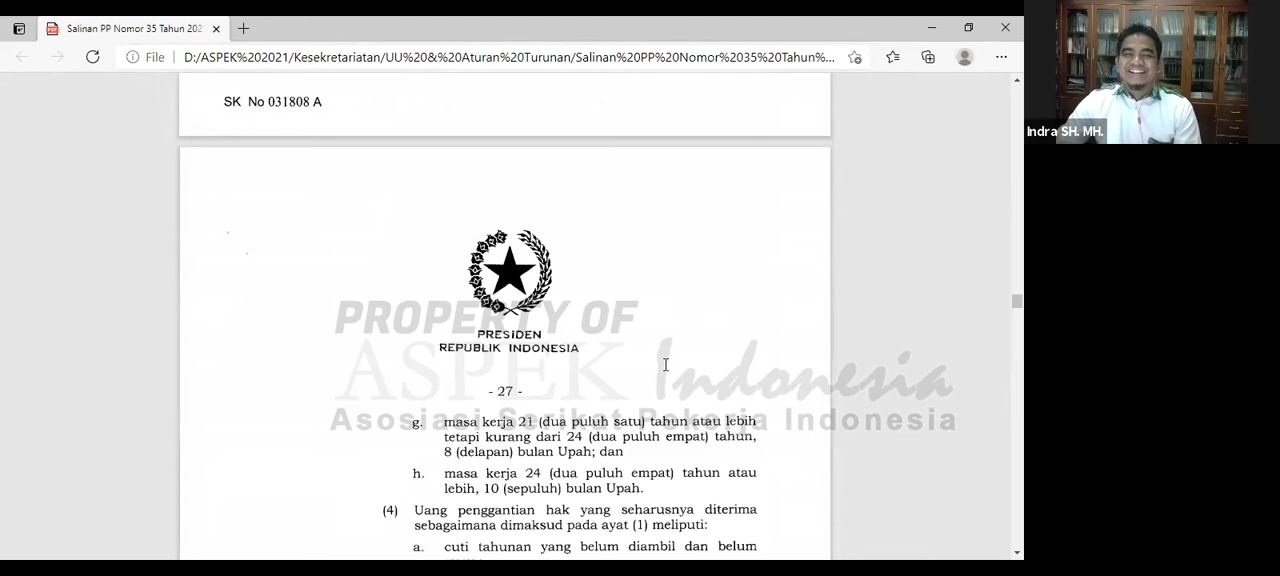 Salinan PP Nomor 35 Tahun 202
File D:/ASPEK%202021/Kesekretariatan/UU%20&%20Aturan%20Turunan/Salinan%20PP%20Nomor%2035%20Tahun%...
Indra SH. MH.
SK No 031808 A
PROPERTY OF
PRESIDEN
REPUBLIK INDONESIA
ASPEK Indonesia
- 27 -
Asosiasi Serikat Pekerja Indonesia
g. masa kerja 21 (dua puluh satu) tahun atau lebih
tetapi kurang dari 24 (dua puluh empat) tahun,
8 (delapan) bulan Upah; dan
h. masa kerja 24 (dua puluh empat) tahun atau
lebih, 10 (sepuluh) bulan Upah.
(4) Uang penggantian hak yang seharusnya diterima
sebagaimana dimaksud pada ayat (1) meliputi:
a. cuti tahunan yang belum diambil dan belum